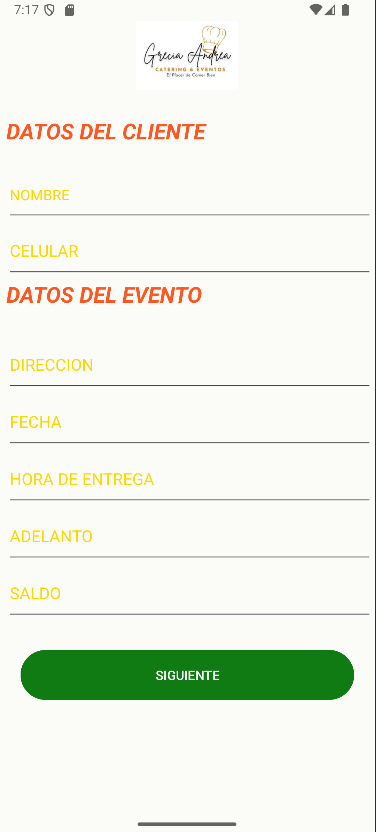 7:17
Grecia Andrea
CATERING & EVENTOS
El Placer de Comer Bien
DATOS DEL CLIENTE
NOMBRE
CELULAR
DATOS DEL EVENTO
DIRECCION
FECHA
HORA DE ENTREGA
ADELANTO
SALDO
SIGUIENTE